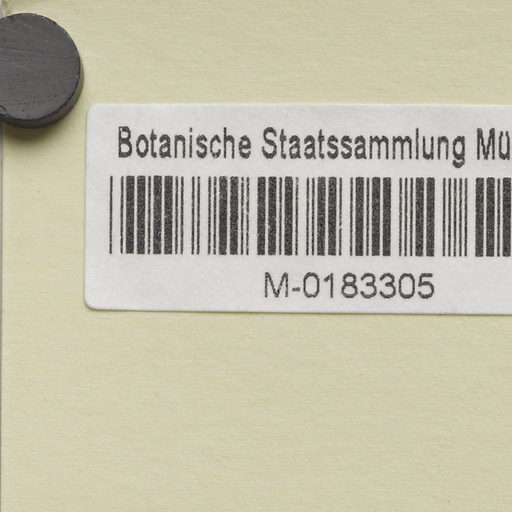 Botanische Staatssammlung Mü
M-0183305